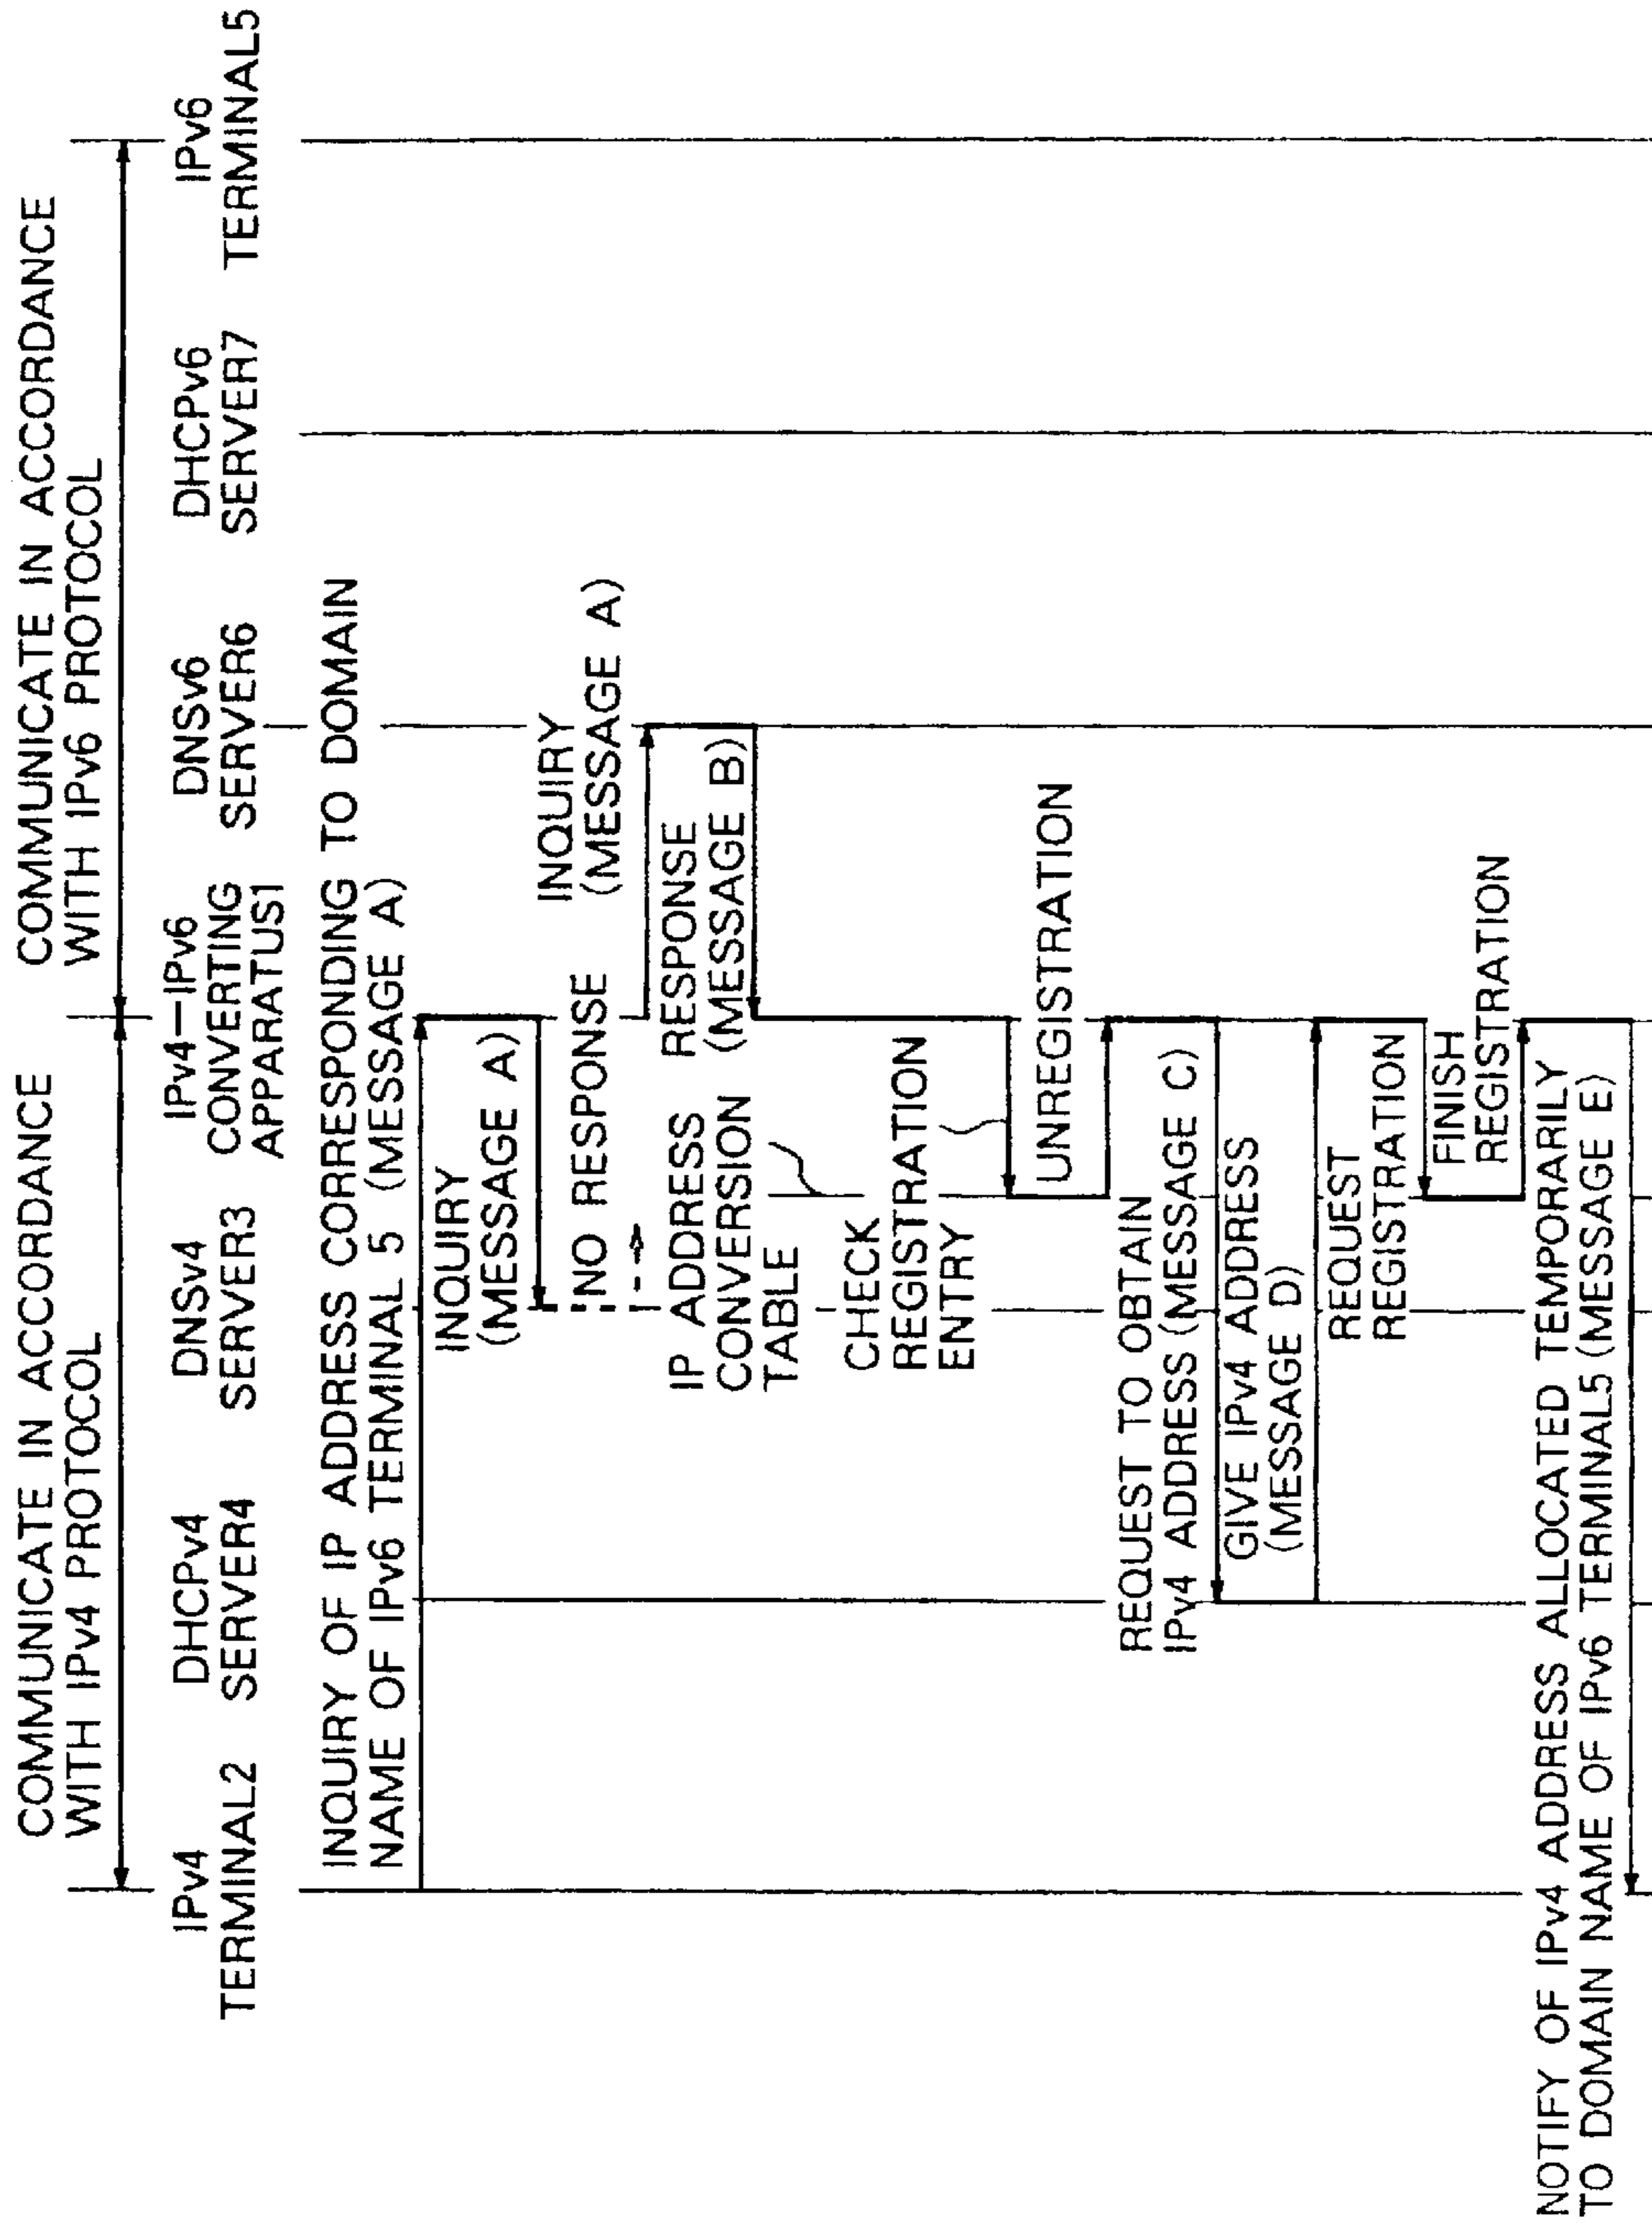 COMMUNICATE IN ACCORDANCE
WITH IPv4 PROTOCOL
COMMUNICATE IN ACCORDANCE
WITH IPv6 PROTOCOL
IPv4
TERMINAL2
DHCPv4
SERVER4
DNSv4
SERVER3
IPv4-IPv6
CONVERTING
APPARATUS1
DNSv6
SERVER6
DHCPv6
SERVER7
IPv6
TERMINAL5
INQUIRY OF IP ADDRESS CORRESPONDING TO DOMAIN
NAME OF IPv6 TERMINAL 5 (MESSAGE A)
INQUIRY
(MESSAGE A)
NO RESPONSE
INQUIRY
(MESSAGE A)
RESPONSE
(MESSAGE B)
IP ADDRESS
CONVERSION
TABLE
CHECK
REGISTRATION
ENTRY
UNREGISTRATION
REQUEST TO OBTAIN
IPv4 ADDRESS (MESSAGE C)
GIVE IPv4 ADDRESS
(MESSAGE D)
REQUEST
REGISTRATION
FINISH
REGISTRATION
NOTIFY OF IPv4 ADDRESS ALLOCATED TEMPORARILY
TO DOMAIN NAME OF IPv6 TERMINAL5 (MESSAGE E)